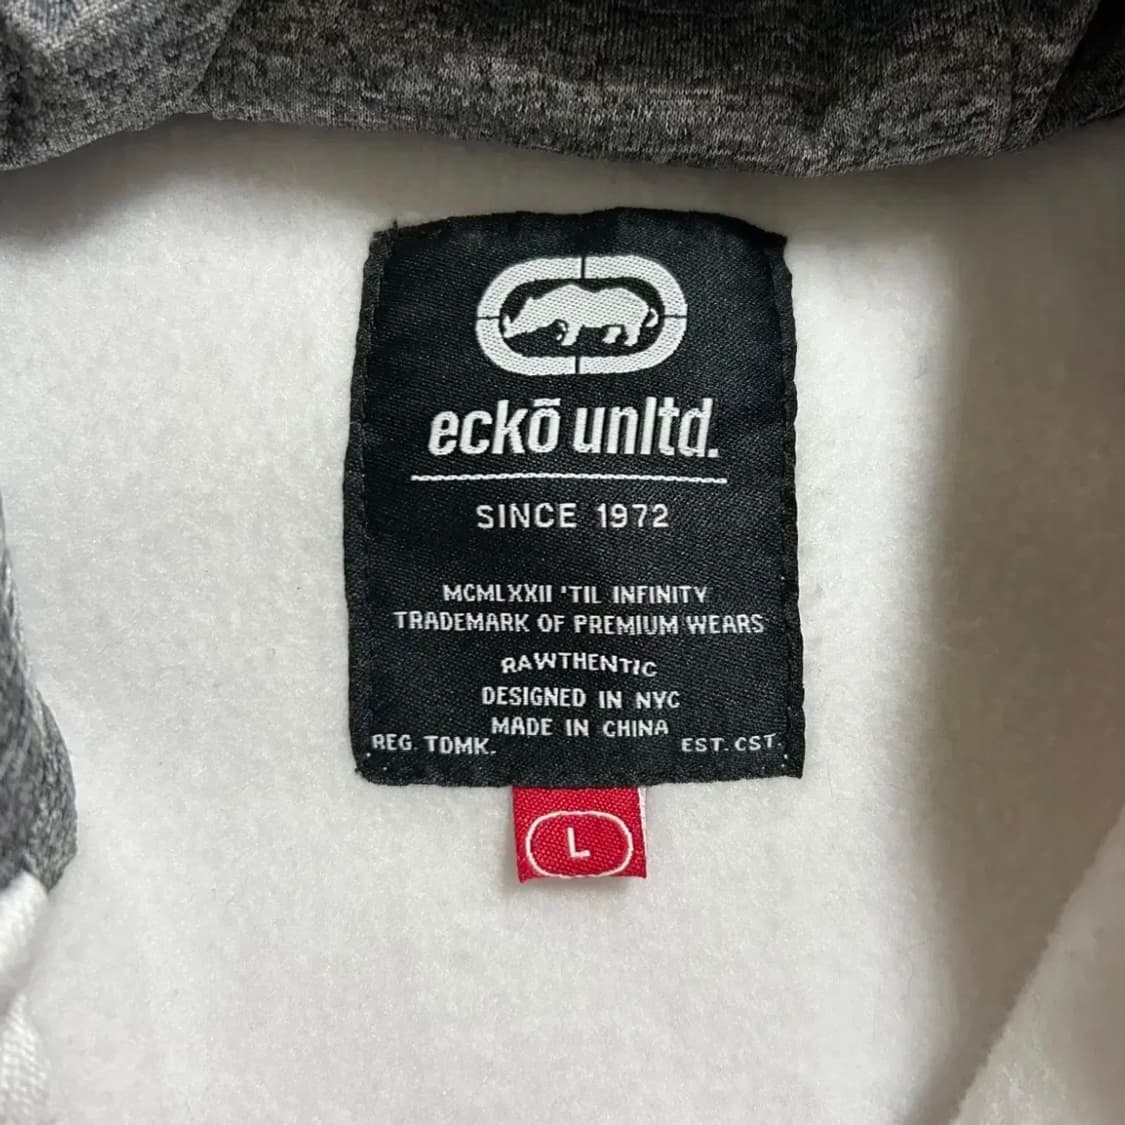 eckō unltd.
SINCE 1972
MCMLXXII 'TIL INFINITY
TRADEMARK OF PREMIUM WEARS
RAWTHENTIC
DESIGNED IN NYC
MADE IN CHINA
REG. TDMK. EST. CST.
L